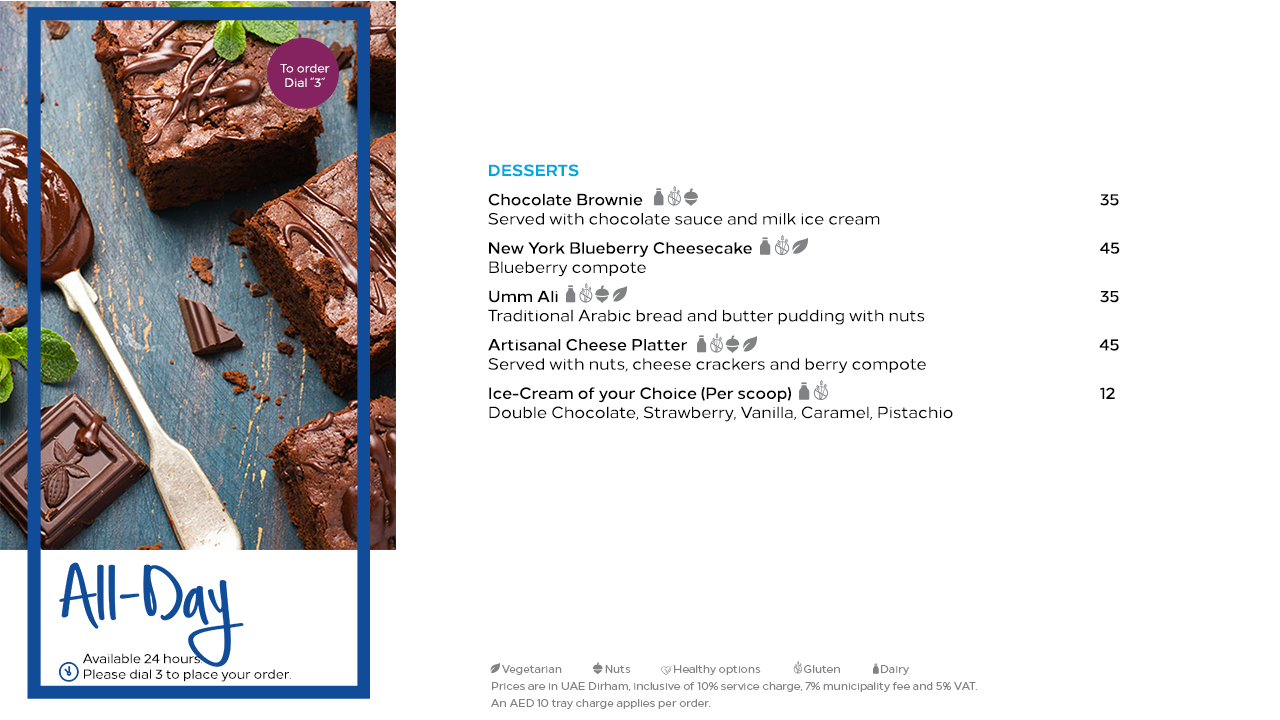 To order
Dial “3”
All-Day
Available 24 hours.
Please dial 3 to place your order.
DESSERTS
Chocolate Brownie 35
Served with chocolate sauce and milk ice cream
New York Blueberry Cheesecake 45
Blueberry compote
Umm Ali 35
Traditional Arabic bread and butter pudding with nuts
Artisanal Cheese Platter 45
Served with nuts, cheese crackers and berry compote
Ice-Cream of your Choice (Per scoop) 12
Double Chocolate, Strawberry, Vanilla, Caramel, Pistachio
Vegetarian Nuts Healthy options Gluten Dairy
Prices are in UAE Dirham, inclusive of 10% service charge, 7% municipality fee and 5% VAT.
An AED 10 tray charge applies per order.